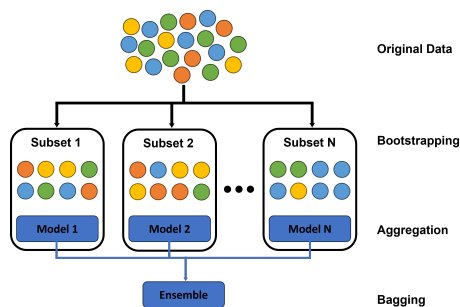 Original Data
Subset 1
Subset 2
Subset N
Bootstrapping
Model 1
Model 2
Model N
Aggregation
Ensemble
Bagging